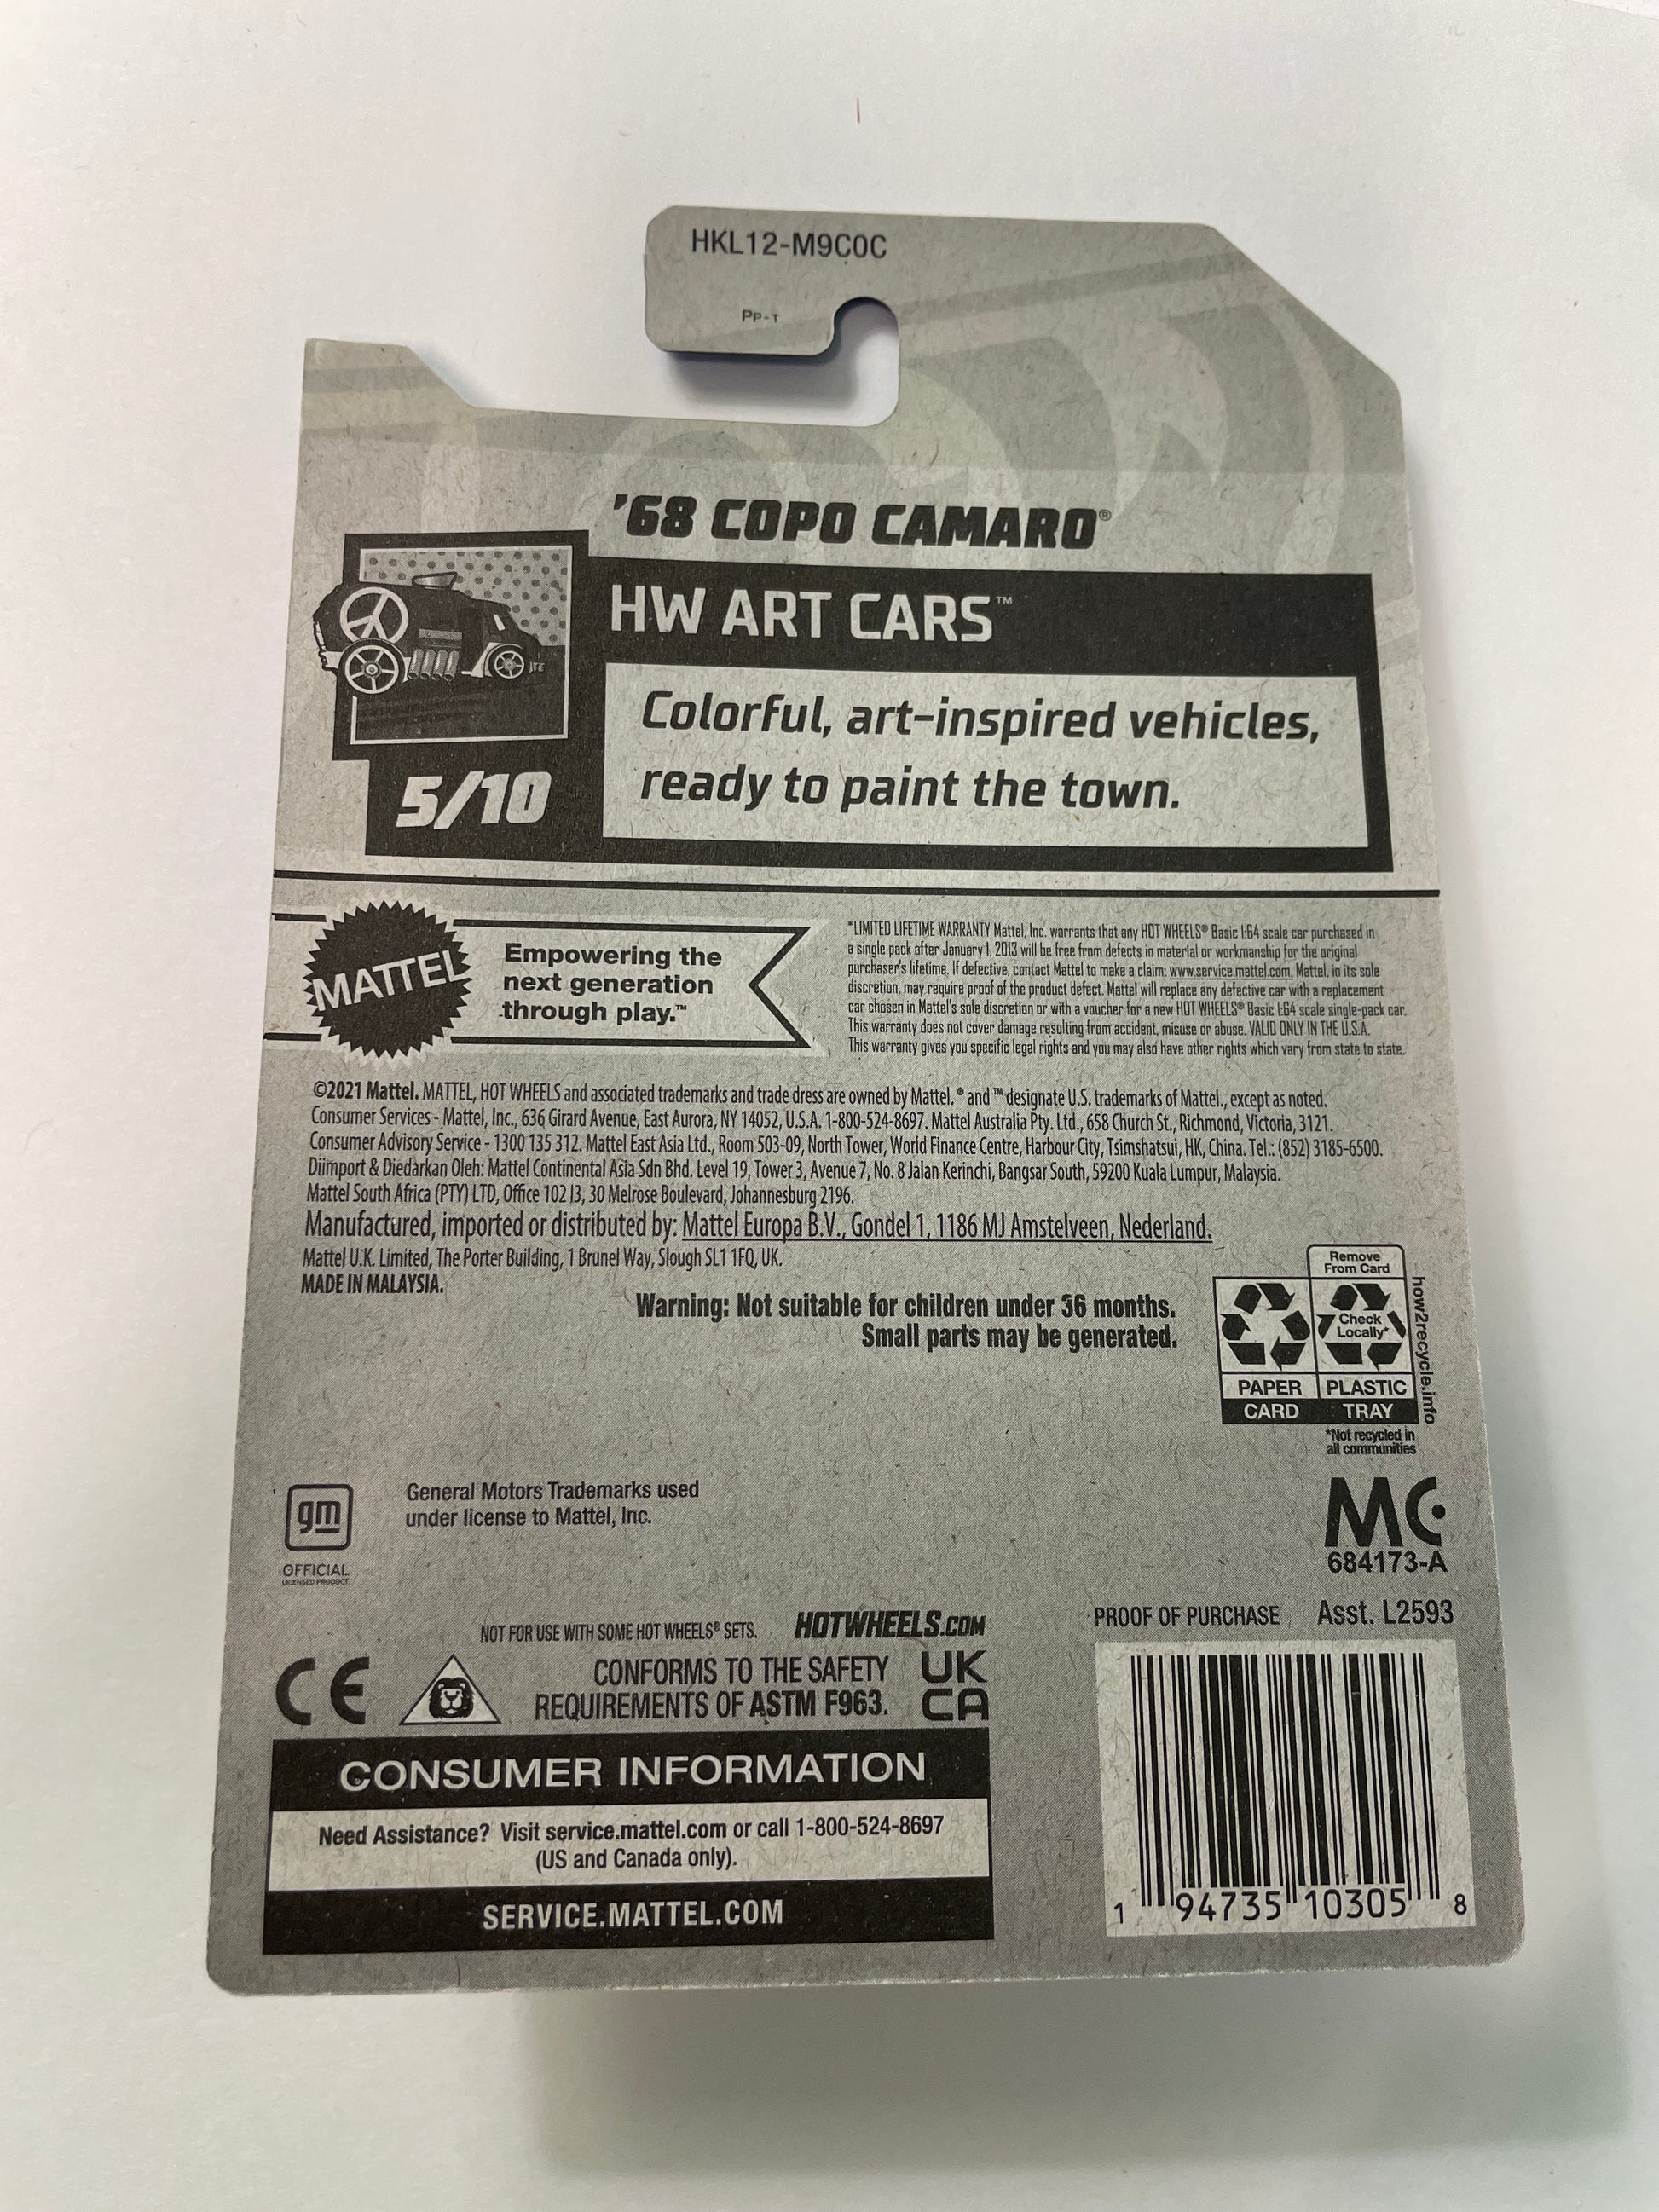 HKL12-M9C0C
PP-T
'68 COPO CAMARO®
HW ART CARS™
Colorful, art-inspired vehicles,
ready to paint the town.
5/10
MATTEL
Empowering the
next generation
through play.™
*LIMITED LIFETIME WARRANTY Mattel, Inc. warrants that any HOT WHEELS® Basic 1:64 scale car purchased in
a single pack after January 1, 2013 will be free from defects in material or workmanship for the original
purchaser's lifetime. If defective, contact Mattel to make a claim: www.service.mattel.com. Mattel, in its sole
discretion, may require proof of the product defect. Mattel will replace any defective car with a replacement
car chosen in Mattel's sole discretion or with a voucher for a new HOT WHEELS® Basic 1:64 scale single-pack car.
This warranty does not cover damage resulting from accident, misuse or abuse. VALID ONLY IN THE U.S.A.
This warranty gives you specific legal rights and you may also have other rights which vary from state to state.
©2021 Mattel. MATTEL, HOT WHEELS and associated trademarks and trade dress are owned by Mattel. ® and ™ designate U.S. trademarks of Mattel., except as noted.
Consumer Services - Mattel, Inc., 636 Girard Avenue, East Aurora, NY 14052, U.S.A. 1-800-524-8697. Mattel Australia Pty. Ltd., 658 Church St., Richmond, Victoria, 3121.
Consumer Advisory Service - 1300 135 312. Mattel East Asia Ltd., Room 503-09, North Tower, World Finance Centre, Harbour City, Tsimshatsui, HK, China. Tel.: (852) 3185-6500.
Diimport & Diedarkan Oleh: Mattel Continental Asia Sdn Bhd. Level 19, Tower 3, Avenue 7, No. 8 Jalan Kerinchi, Bangsar South, 59200 Kuala Lumpur, Malaysia.
Mattel South Africa (PTY) LTD, Office 102 I3, 30 Melrose Boulevard, Johannesburg 2196.
Manufactured, imported or distributed by: Mattel Europa B.V., Gondel 1, 1186 MJ Amstelveen, Nederland.
Mattel U.K. Limited, The Porter Building, 1 Brunel Way, Slough SL1 1FQ, UK.
MADE IN MALAYSIA.
Warning: Not suitable for children under 36 months.
Small parts may be generated.
Remove
From Card
Check
Locally*
PAPER
PLASTIC
CARD
TRAY
how2recycle.info
*Not recycled in
all communities
gm
OFFICIAL
LICENSED PRODUCT
General Motors Trademarks used
under license to Mattel, Inc.
MC
684173-A
NOT FOR USE WITH SOME HOT WHEELS® SETS.
HOTWHEELS.COM
PROOF OF PURCHASE
Asst. L2593
CE
CONFORMS TO THE SAFETY
REQUIREMENTS OF ASTM F963.
UK
CA
CONSUMER INFORMATION
Need Assistance? Visit service.mattel.com or call 1-800-524-8697
(US and Canada only).
SERVICE.MATTEL.COM
1 94735 10305 8